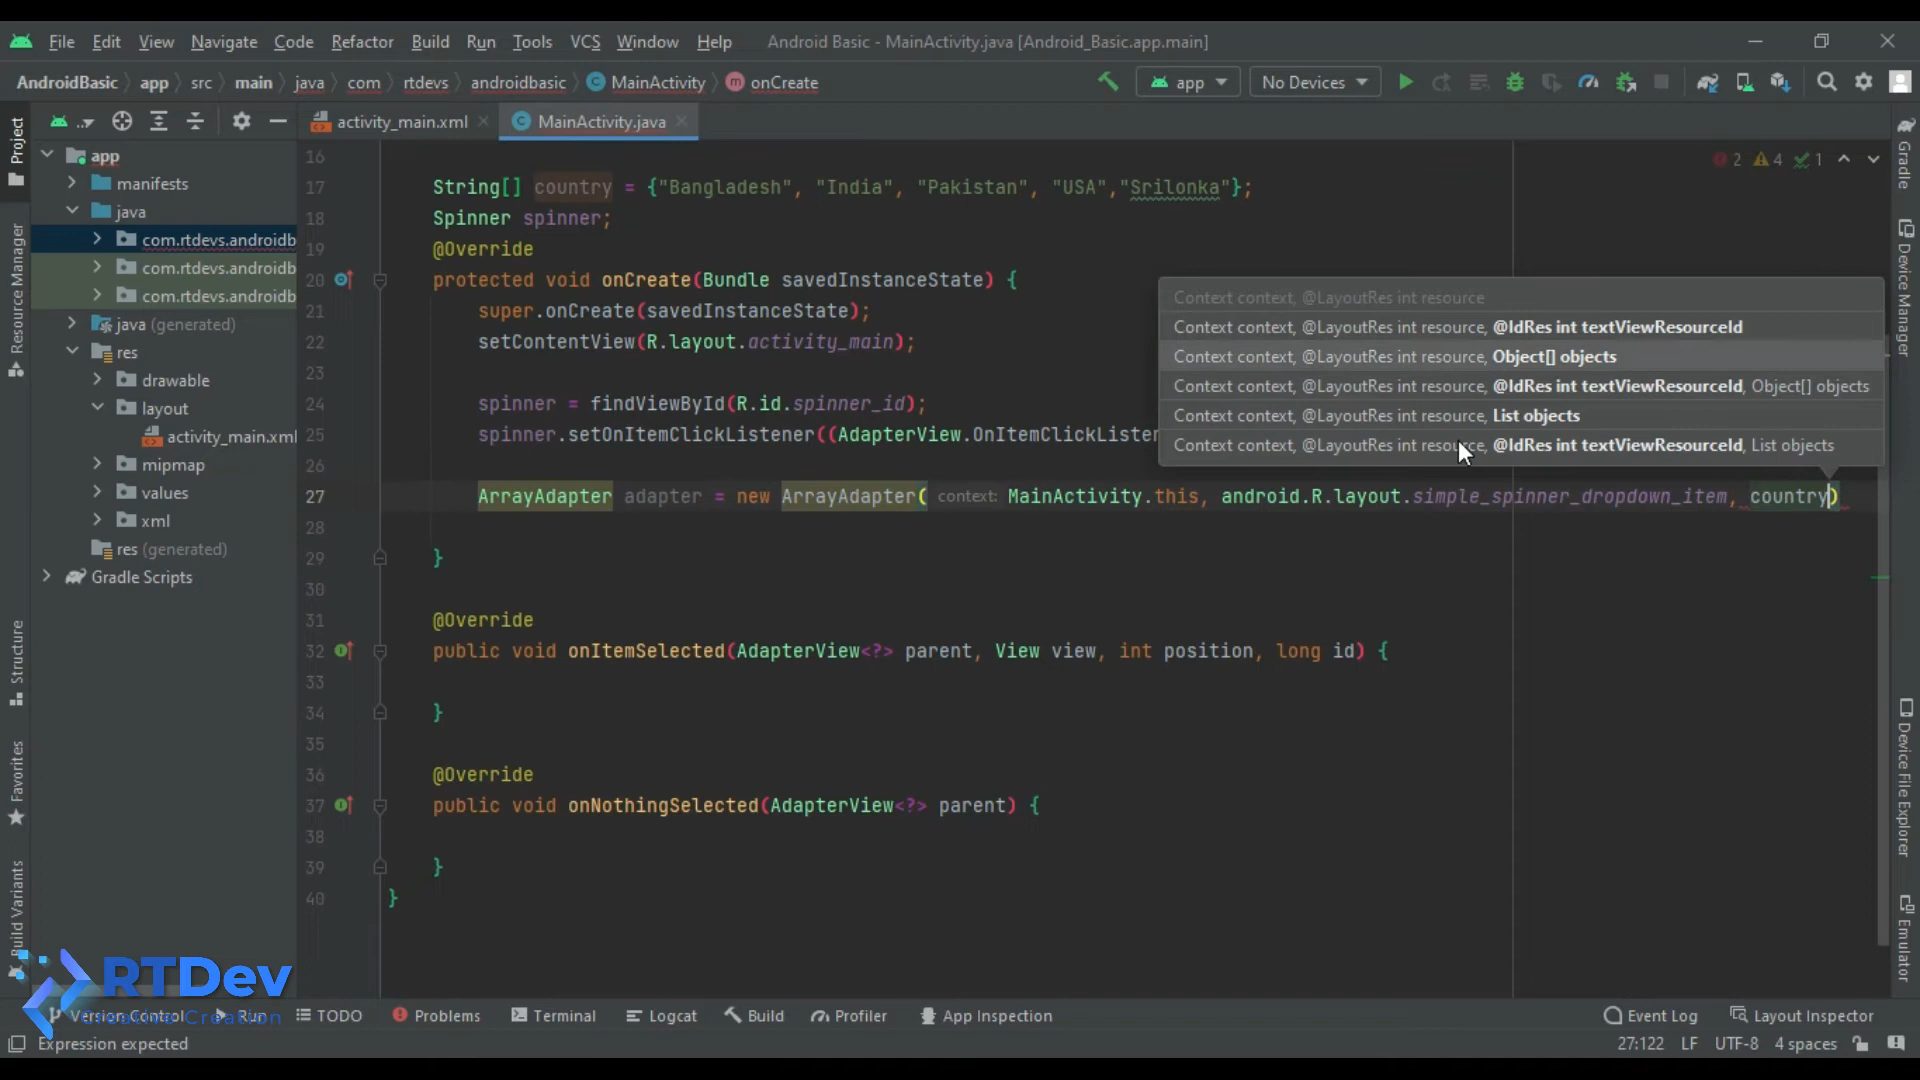 File Edit View Navigate Code Refactor Build Run Tools VCS Window Help Android Basic - MainActivity.java [Android_Basic.app.main]
AndroidBasic app src main java com rtdevs androidbasic MainActivity onCreate app No Devices
Project
Resource Manager
Structure
Favorites
Build Variants
app
manifests
java
com.rtdevs.androidb
com.rtdevs.androidb
com.rtdevs.androidb
java (generated)
res
drawable
layout
activity_main.xml
mipmap
values
xml
res (generated)
Gradle Scripts
activity_main.xml MainActivity.java
2 4 1
16
17 String[] country = {"Bangladesh", "India", "Pakistan", "USA","Srilonka"};
18 Spinner spinner;
19 @Override
20 protected void onCreate(Bundle savedInstanceState) {
21 super.onCreate(savedInstanceState);
22 setContentView(R.layout.activity_main);
23
24 spinner = findViewById(R.id.spinner_id);
25 spinner.setOnItemClickListener((AdapterView.OnItemClickListen
26
27 ArrayAdapter adapter = new ArrayAdapter( context: MainActivity.this, android.R.layout.simple_spinner_dropdown_item, country)
28
29 }
30
31 @Override
32 public void onItemSelected(AdapterView<?> parent, View view, int position, long id) {
33
34 }
35
36 @Override
37 public void onNothingSelected(AdapterView<?> parent) {
38
39 }
40 }
Context context, @LayoutRes int resource
Context context, @LayoutRes int resource, @IdRes int textViewResourceId
Context context, @LayoutRes int resource, Object[] objects
Context context, @LayoutRes int resource, @IdRes int textViewResourceId, Object[] objects
Context context, @LayoutRes int resource, List objects
Context context, @LayoutRes int resource, @IdRes int textViewResourceId, List objects
Gradle
Device Manager
Device File Explorer
Emulator
RTDev
Creative Creation
Version Control Run TODO Problems Terminal Logcat Build Profiler App Inspection Event Log Layout Inspector
Expression expected 27:122 LF UTF-8 4 spaces